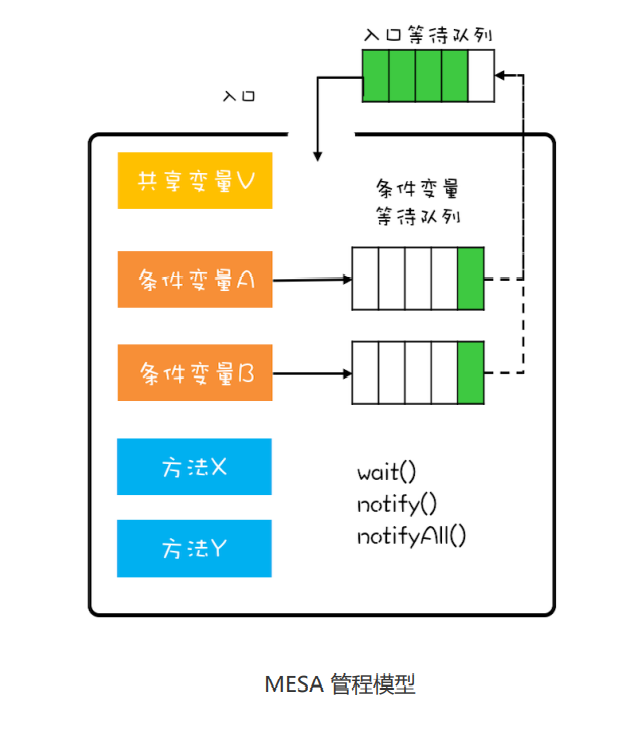 入口等待队列
入口
共享变量V
条件变量
等待队列
条件变量A
条件变量B
方法X
wait()
notify()
notifyAll()
方法Y
MESA 管程模型